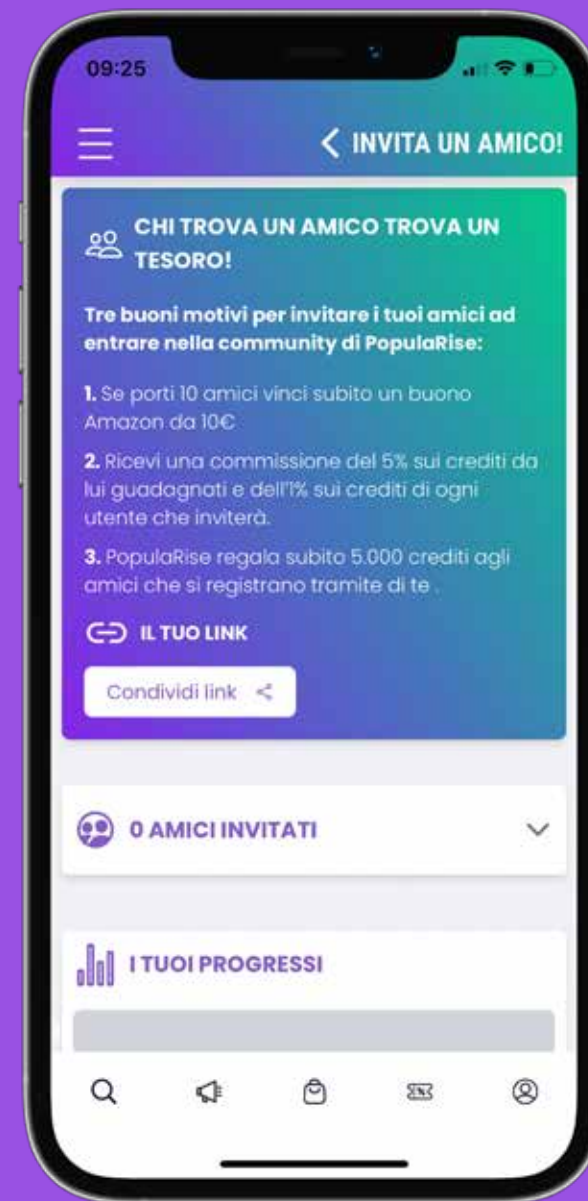 09:25
INVITA UN AMICO!
CHI TROVA UN AMICO TROVA UN
TESORO!
Tre buoni motivi per invitare i tuoi amici ad
entrare nella community di PopulaRise:
1. Se porti 10 amici vinci subito un buono
Amazon da 10€
2. Ricevi una commissione del 5% sui crediti da
lui guadagnati e dell'1% sui crediti di ogni
utente che inviterà.
3. PopulaRise regala subito 5.000 crediti agli
amici che si registrano tramite di te .
IL TUO LINK
Condividi link
0 AMICI INVITATI
I TUOI PROGRESSI